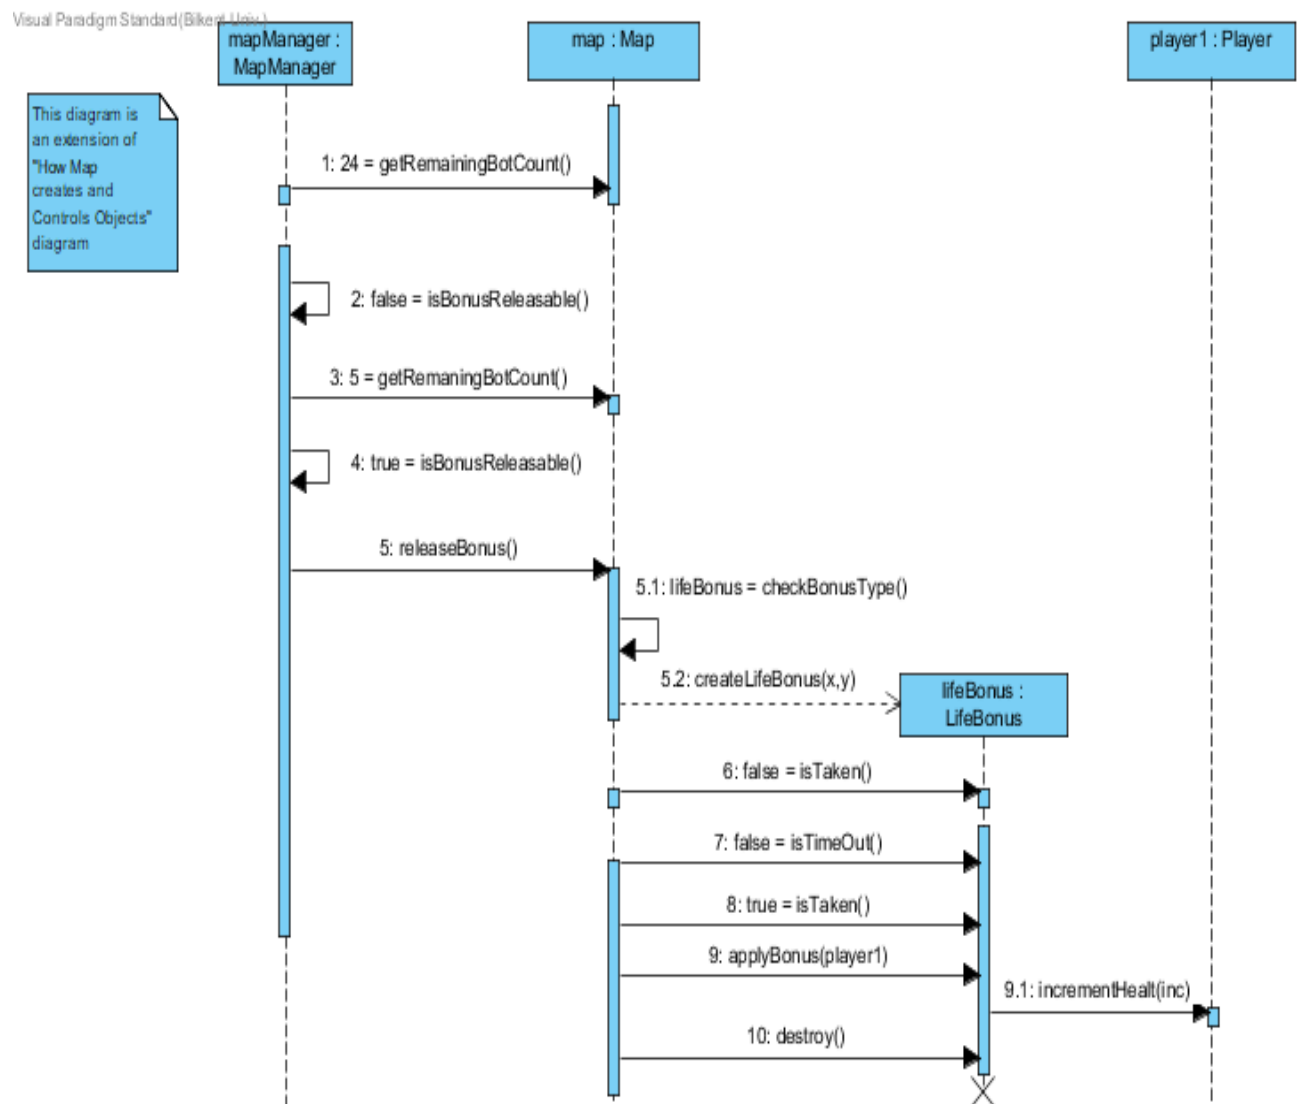 Visual Paradigm Standard(Bilkent Univ.)
mapManager :
MapManager
map : Map
player1 : Player
This diagram is
an extension of
"How Map
creates and
Controls Objects"
diagram
1: 24 = getRemainingBotCount()
2: false = isBonusReleasable()
3: 5 = getRemaningBotCount()
4: true = isBonusReleasable()
5: releaseBonus()
5.1: lifeBonus = checkBonusType()
5.2: createLifeBonus(x,y)
lifeBonus :
LifeBonus
6: false = isTaken()
7: false = isTimeOut()
8: true = isTaken()
9: applyBonus(player1)
9.1: incrementHealt(inc)
10: destroy()